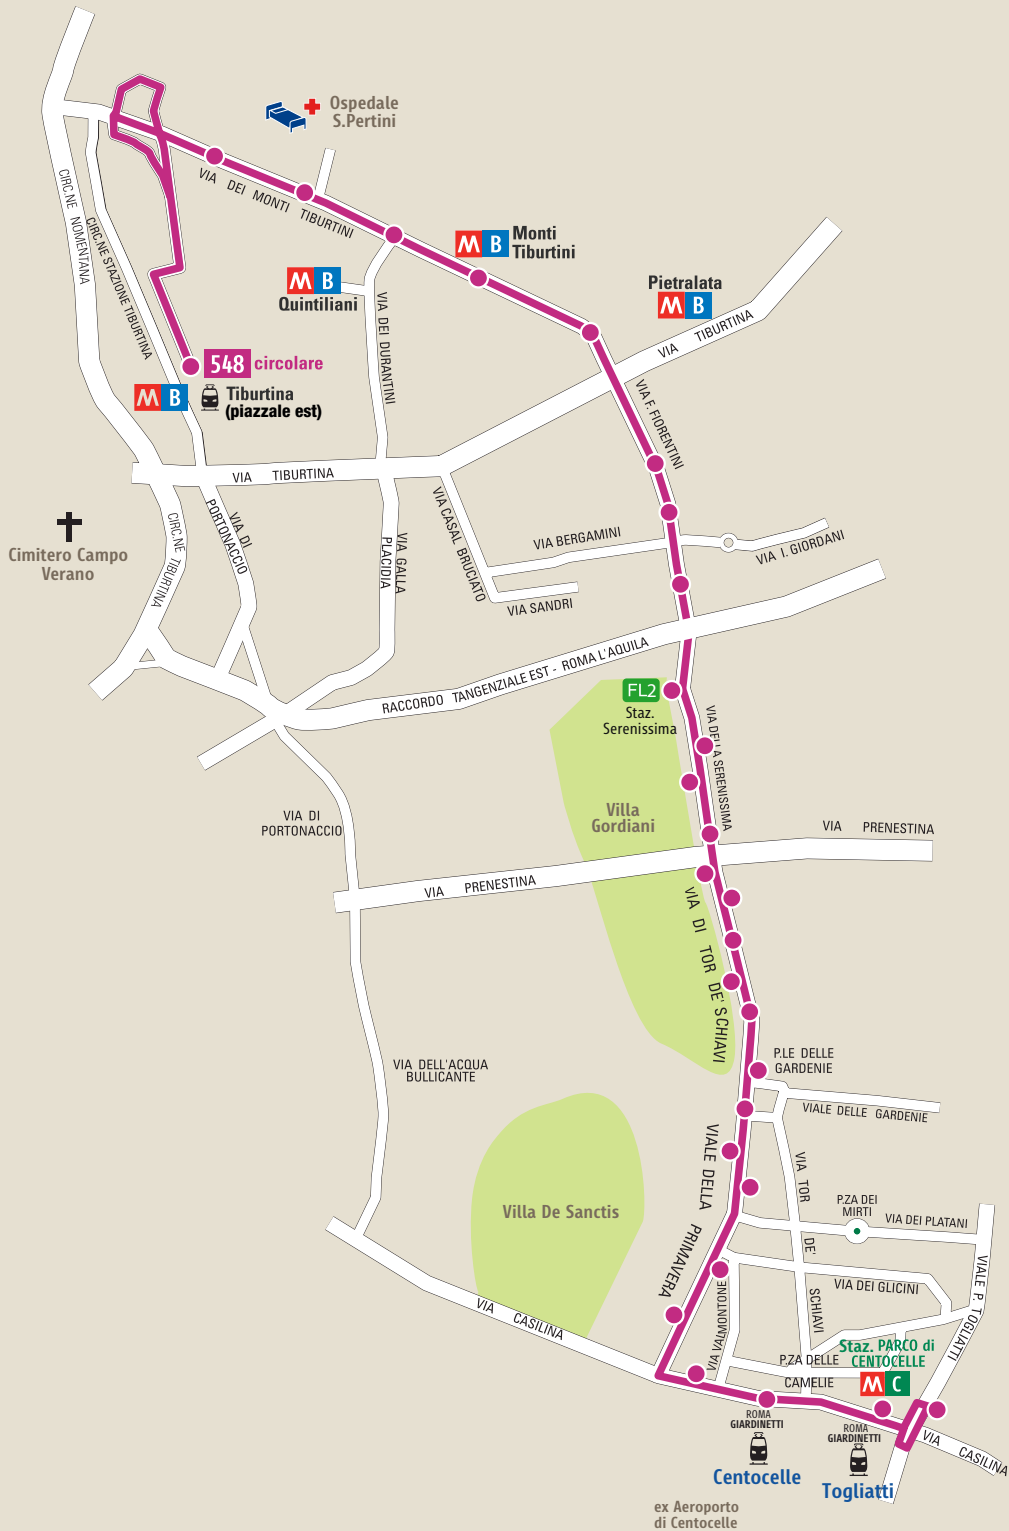 Ospedale
S.Pertini
VIA DEI MONTI TIBURTINI
CIRC.NE NOMENTANA
CIRC.NE STAZIONE TIBURTINA
M B
Monti
Tiburtini
M B
Quintiliani
Pietralata
M B
VIA DEI DURANTINI
VIA TIBURTINA
548 circolare
M B
Tiburtina
(piazzale est)
VIA F. FIORENTINI
VIA TIBURTINA
VIA DI
PORTONACCIO
CIRC.NE TIBURTINA
Cimitero Campo
Verano
VIA GALLA
PLACIDIA
VIA CASAL BRUCIATO
VIA BERGAMINI
VIA I. GIORDANI
VIA SANDRI
RACCORDO TANGENZIALE EST - ROMA L'AQUILA
FL2
Staz.
Serenissima
VIA DELLA SERENISSIMA
Villa
Gordiani
VIA DI
PORTONACCIO
VIA PRENESTINA
VIA PRENESTINA
VIA DI TOR DE' SCHIAVI
VIA DELL'ACQUA
BULLICANTE
P.LE DELLE
GARDENIE
VIALE DELLE GARDENIE
VIALE DELLA PRIMAVERA
VIA TOR DE' SCHIAVI
Villa De Sanctis
P.ZA DEI
MIRTI
VIA DEI PLATANI
VIA DEI GLICINI
VIALE P. TOGLIATTI
VIA VALMONTONE
VIA CASILINA
P.ZA DELLE
CAMELIE
Staz. PARCO di
CENTOCELLE
M C
ROMA
GIARDINETTI
Centocelle
ROMA
GIARDINETTI
Togliatti
VIA CASILINA
ex Aeroporto
di Centocelle